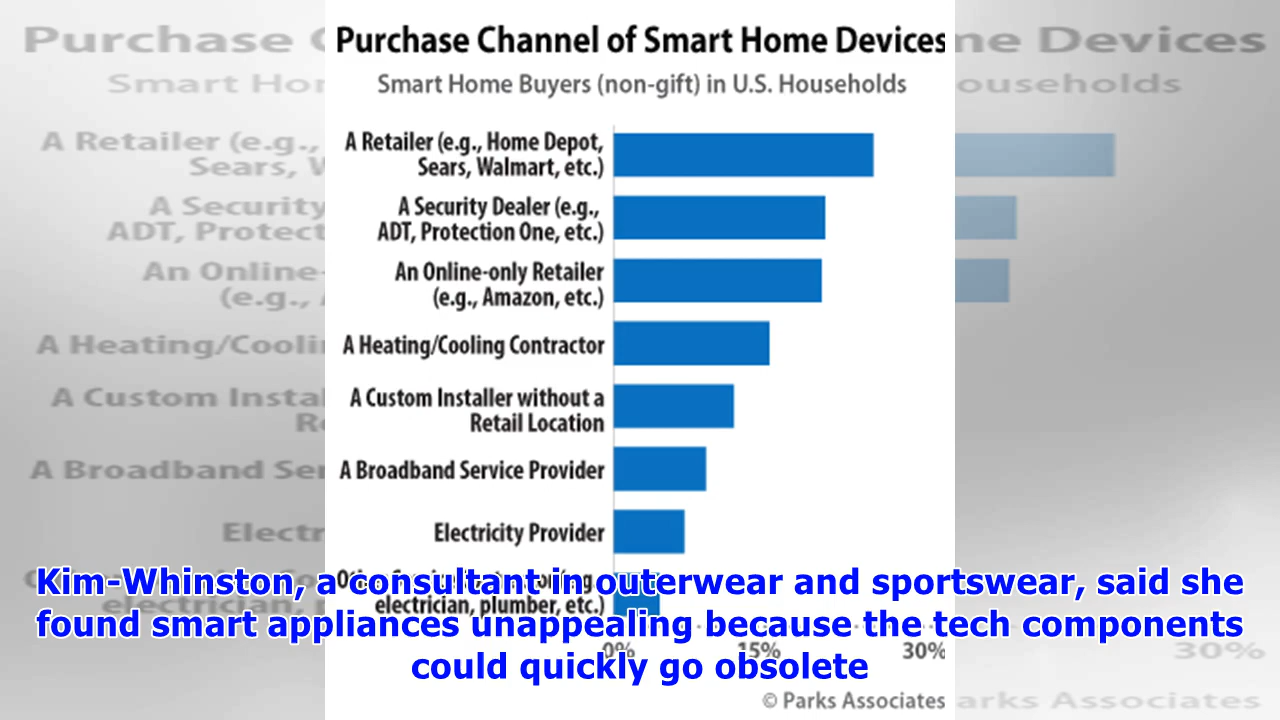 Purchase Channel of Smart Home Devices
Smart Home Buyers (non-gift) in U.S. Households
A Retailer (e.g., Home Depot,
Sears, Walmart, etc.)
A Security Dealer (e.g.,
ADT, Protection One, etc.)
An Online-only Retailer
(e.g., Amazon, etc.)
A Heating/Cooling Contractor
A Custom Installer without a
Retail Location
A Broadband Service Provider
Electricity Provider
electrician, plumber, etc.)
0% 15% 30%
© Parks Associates
Kim-Whinston, a consultant in outerwear and sportswear, said she
found smart appliances unappealing because the tech components
could quickly go obsolete